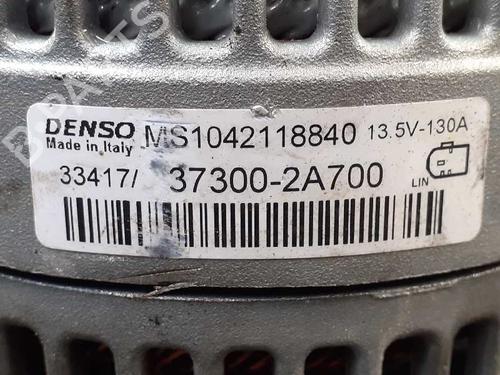 DENSO MS1042118840 13.5V-130A
Made in Italy
33417/ 37300-2A700 LIN